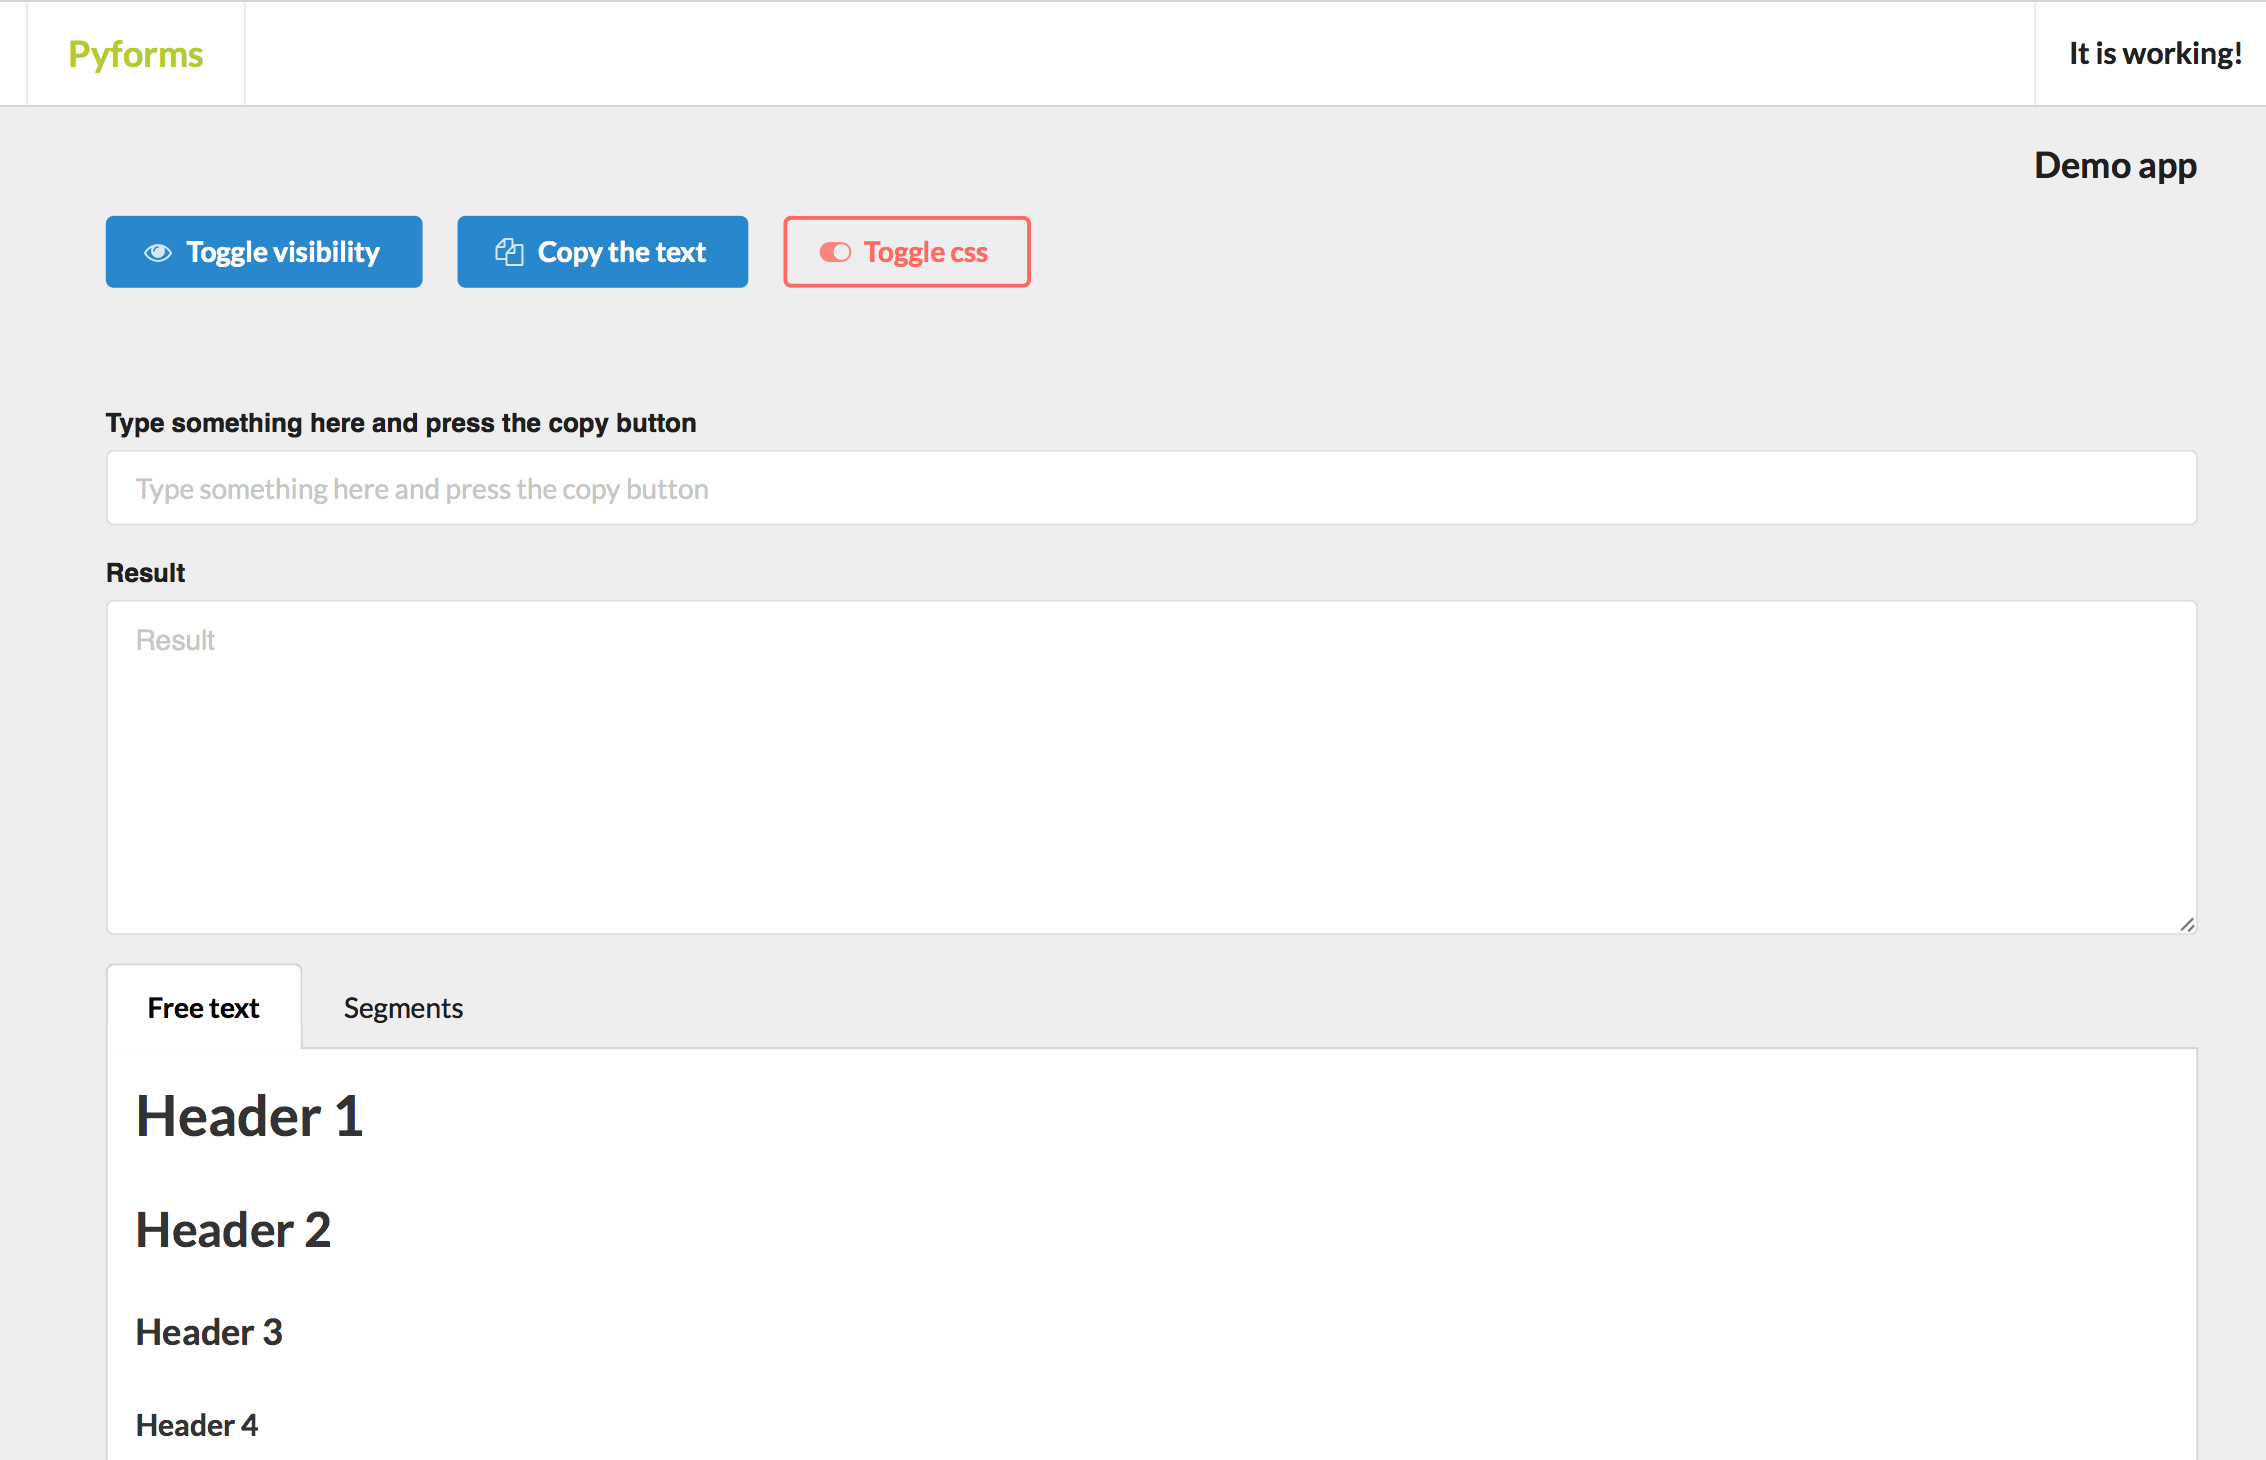 Pyforms
It is working!
Demo app
Toggle visibility
Copy the text
Toggle css
Type something here and press the copy button
Type something here and press the copy button
Result
Result
Free text
Segments
Header 1
Header 2
Header 3
Header 4